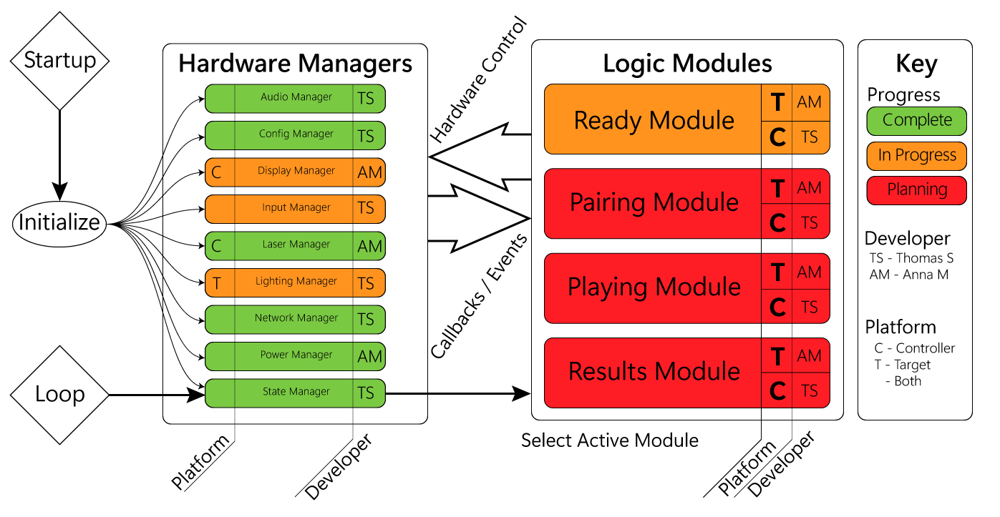 Startup
Initialize
Loop
Hardware Managers
Audio Manager TS
Config Manager TS
C Display Manager AM
Input Manager TS
C Laser Manager AM
T Lighting Manager TS
Network Manager TS
Power Manager AM
State Manager TS
Platform
Developer
Hardware Control
Callbacks / Events
Logic Modules
Ready Module
T AM
C TS
Pairing Module
T AM
C TS
Playing Module
T AM
C TS
Results Module
T AM
C TS
Select Active Module
Platform
Developer
Key
Progress
Complete
In Progress
Planning
Developer
TS - Thomas S
AM - Anna M
Platform
C - Controller
T - Target
- Both